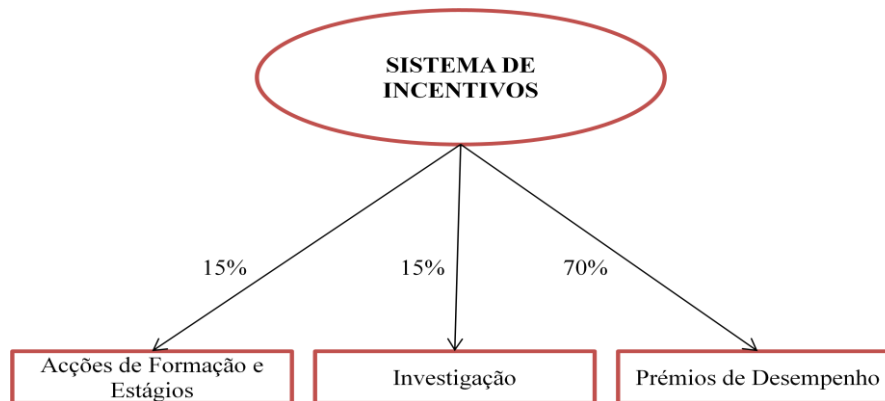 SISTEMA DE
INCENTIVOS
15%
15%
70%
Acções de Formação e
Estágios
Investigação
Prémios de Desempenho